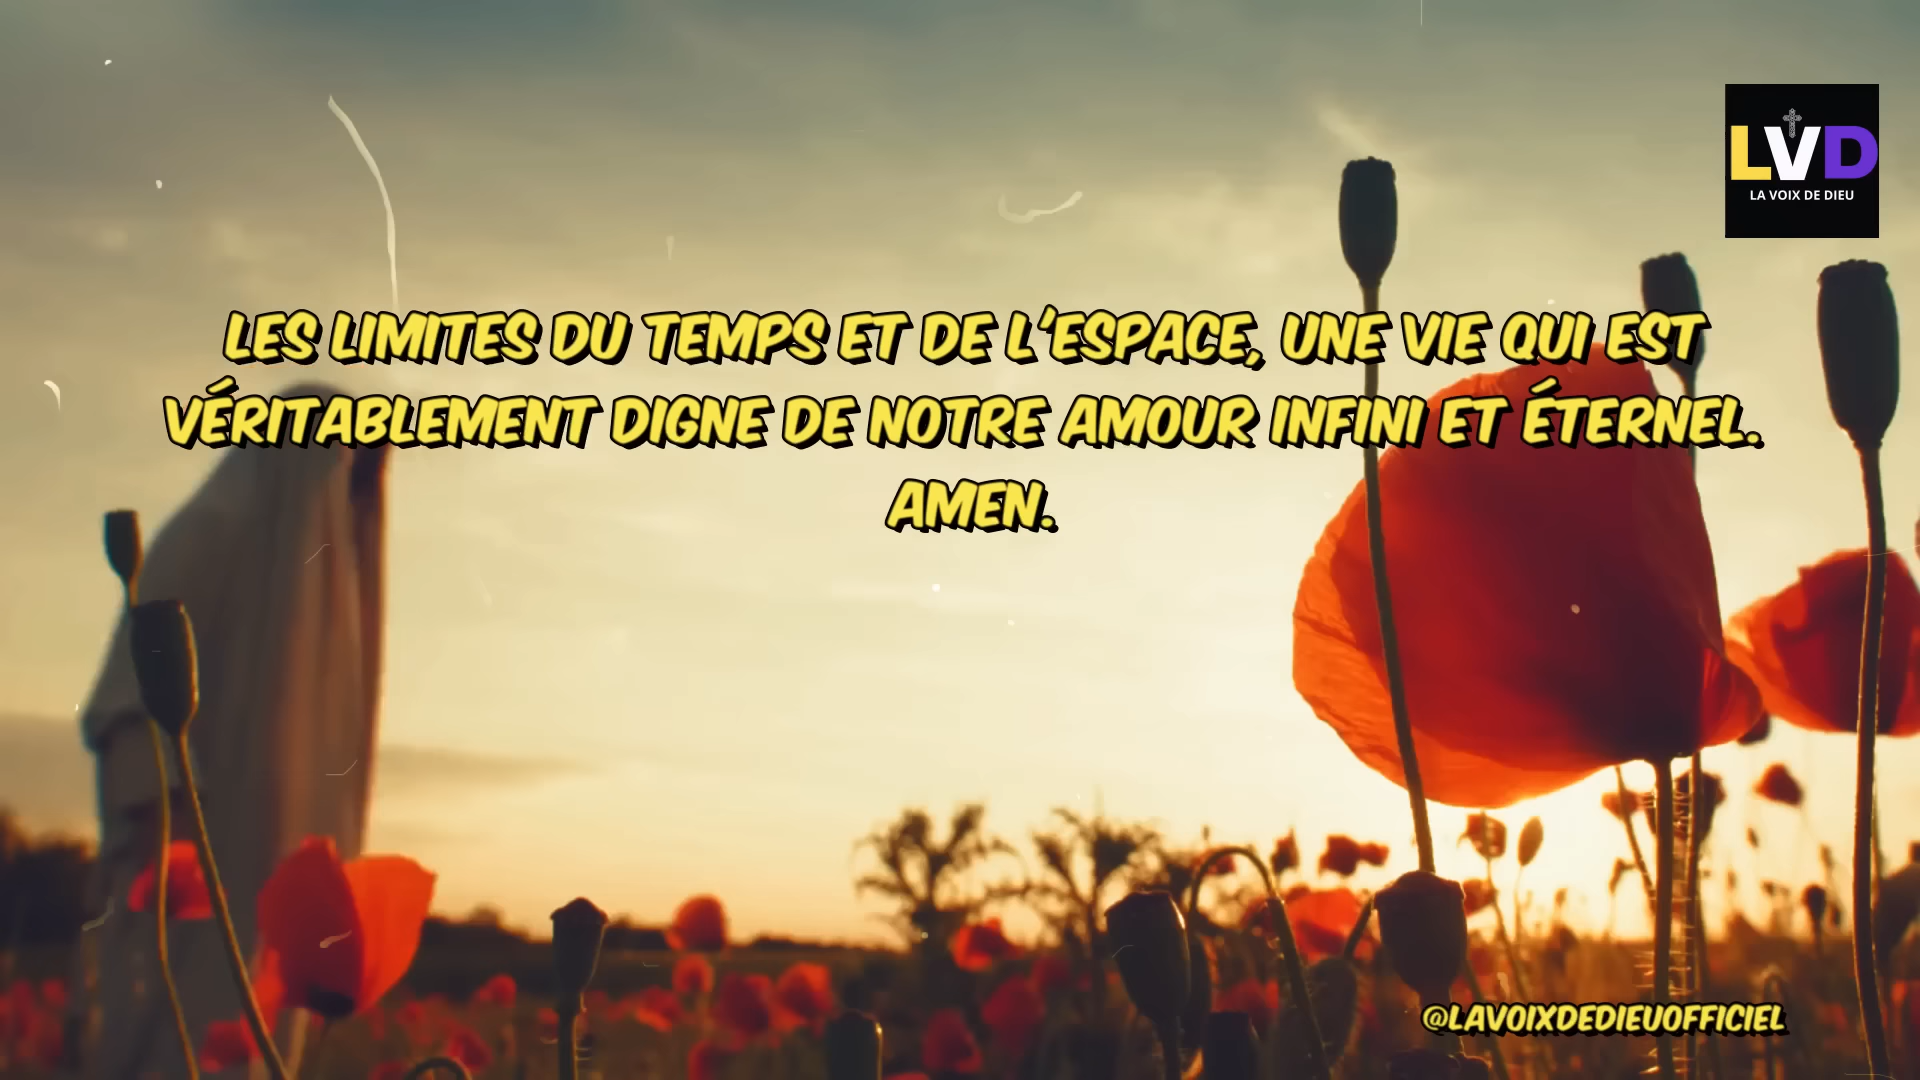 LVD
LA VOIX DE DIEU
LES LIMITES DU TEMPS ET DE L'ESPACE, UNE VIE QUI EST
VÉRITABLEMENT DIGNE DE NOTRE AMOUR INFINI ET ÉTERNEL.
AMEN.
@LAVOIXDEDIEUOFFICIEL